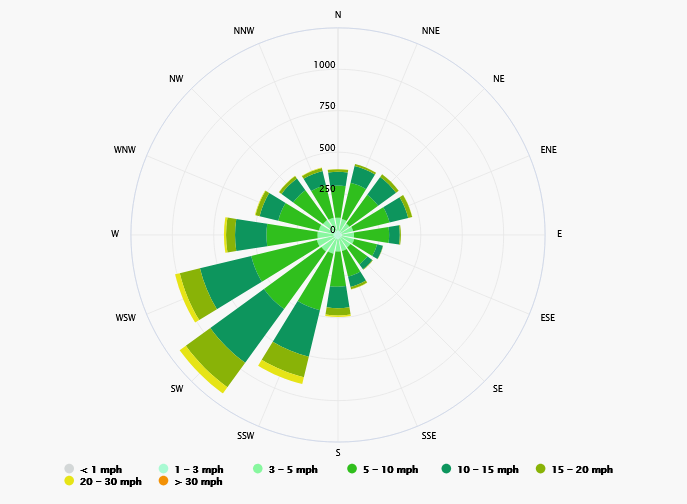 N
NNW
NNE
1000
NW
NE
750
500
WNW
ENE
250
0
W
E
WSW
ESE
SW
SE
SSW
SSE
S
< 1 mph
1 – 3 mph
3 – 5 mph
5 – 10 mph
10 – 15 mph
15 – 20 mph
20 – 30 mph
> 30 mph